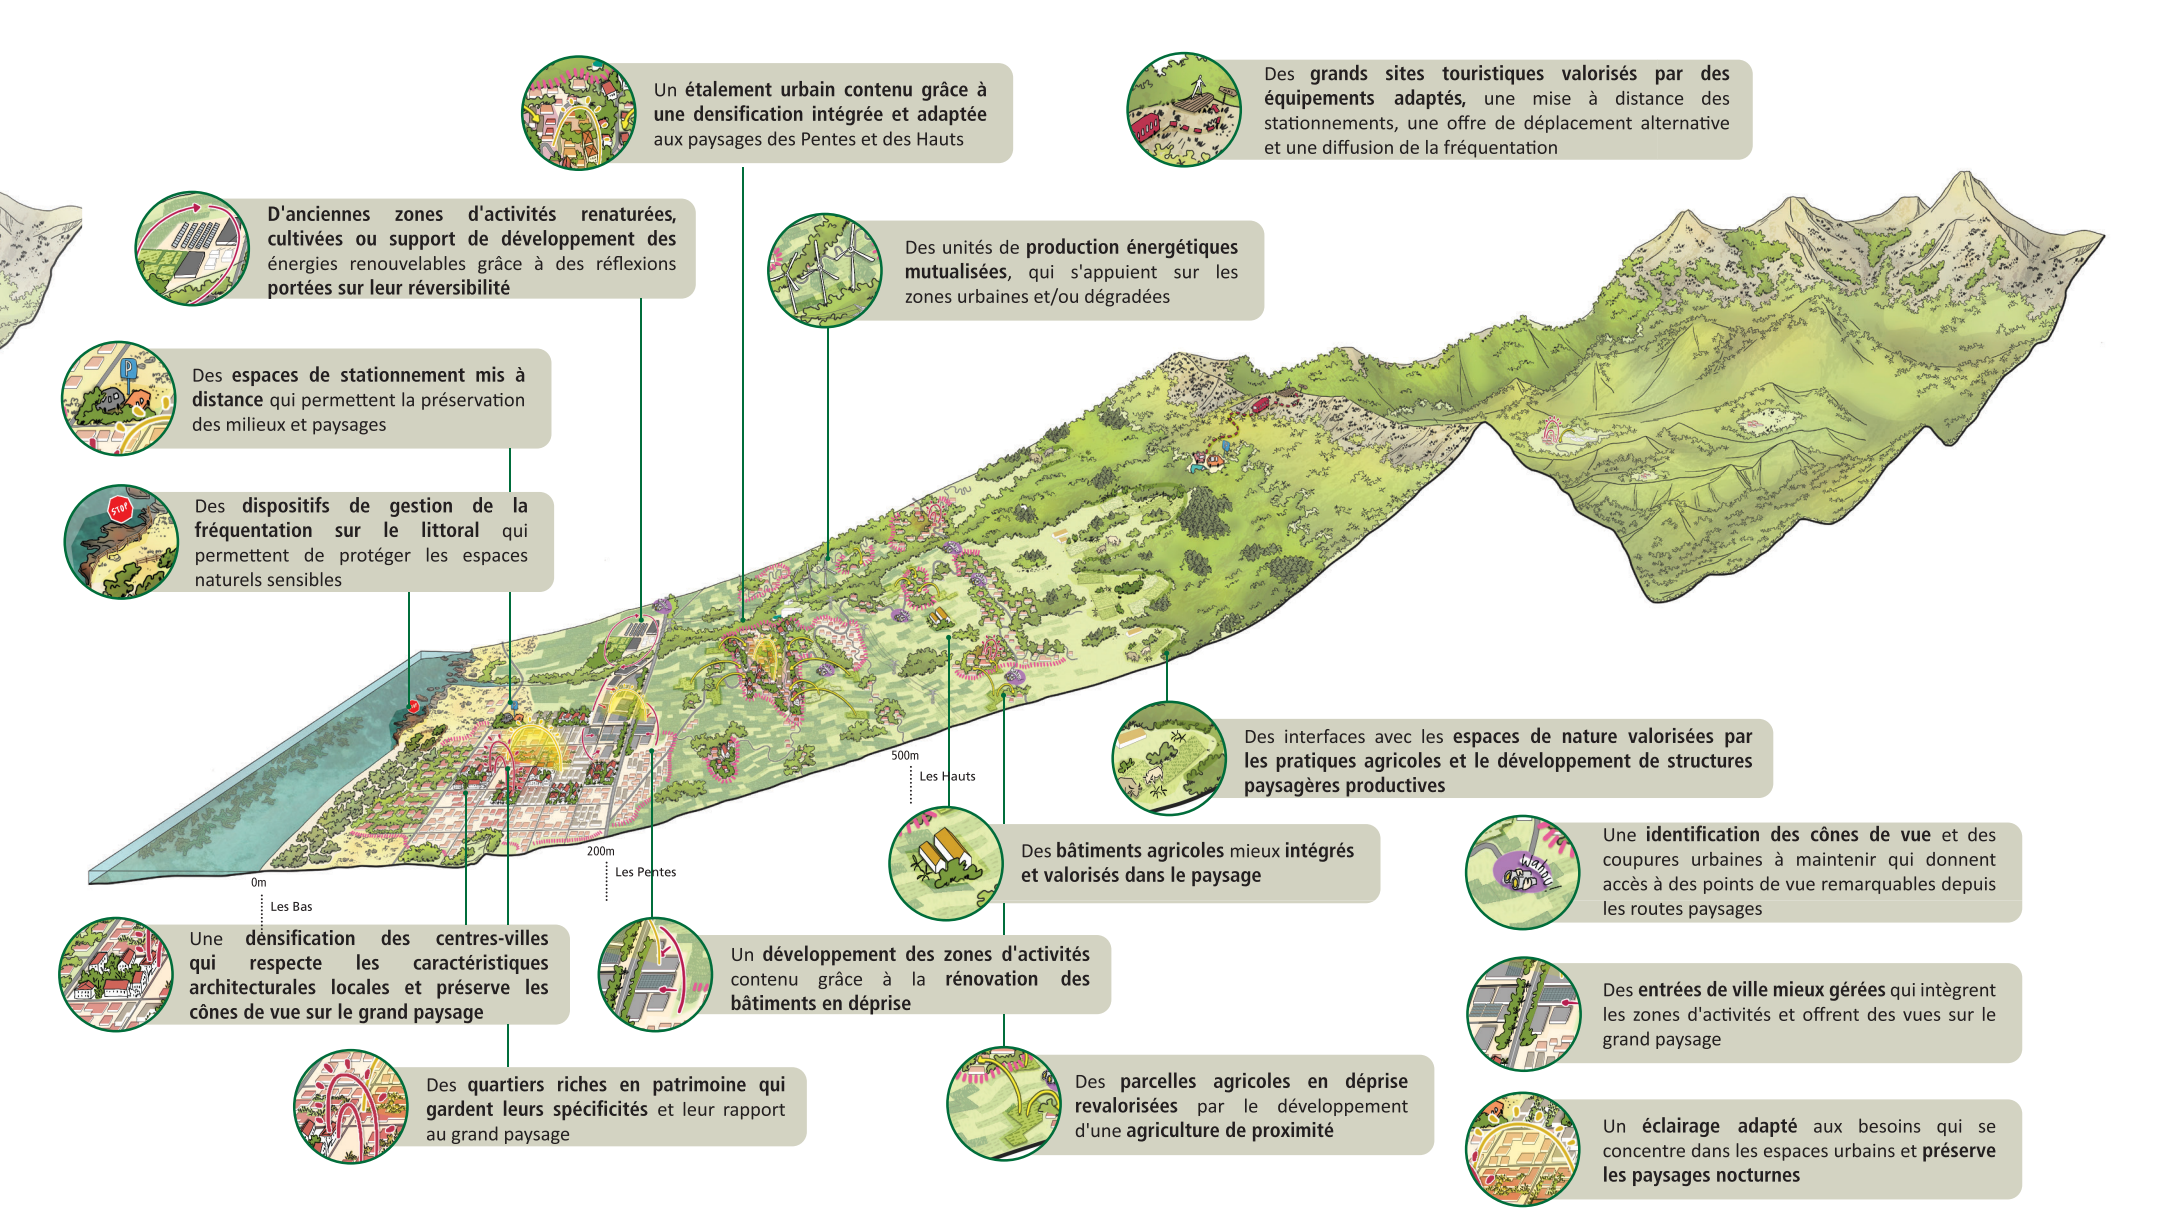 Un étalement urbain contenu grâce à
une densification intégrée et adaptée
aux paysages des Pentes et des Hauts
Des grands sites touristiques valorisés par des
équipements adaptés, une mise à distance des
stationnements, une offre de déplacement alternative
et une diffusion de la fréquentation
D'anciennes zones d'activités renaturées,
cultivées ou support de développement des
énergies renouvelables grâce à des réflexions
portées sur leur réversibilité
Des unités de production énergétiques
mutualisées, qui s'appuient sur les
zones urbaines et/ou dégradées
P
Des espaces de stationnement mis à
distance qui permettent la préservation
des milieux et paysages
STOP
Des dispositifs de gestion de la
fréquentation sur le littoral qui
permettent de protéger les espaces
naturels sensibles
Des interfaces avec les espaces de nature valorisées par
les pratiques agricoles et le développement de structures
paysagères productives
500m
Les Hauts
200m
Les Pentes
0m
Les Bas
Des bâtiments agricoles mieux intégrés
et valorisés dans le paysage
Wahou!
Une identification des cônes de vue et des
coupures urbaines à maintenir qui donnent
accès à des points de vue remarquables depuis
les routes paysages
Une densification des centres-villes
qui respecte les caractéristiques
architecturales locales et préserve les
cônes de vue sur le grand paysage
Un développement des zones d'activités
contenu grâce à la rénovation des
bâtiments en déprise
Des entrées de ville mieux gérées qui intègrent
les zones d'activités et offrent des vues sur le
grand paysage
Des quartiers riches en patrimoine qui
gardent leurs spécificités et leur rapport
au grand paysage
Des parcelles agricoles en déprise
revalorisées par le développement
d'une agriculture de proximité
Un éclairage adapté aux besoins qui se
concentre dans les espaces urbains et préserve
les paysages nocturnes